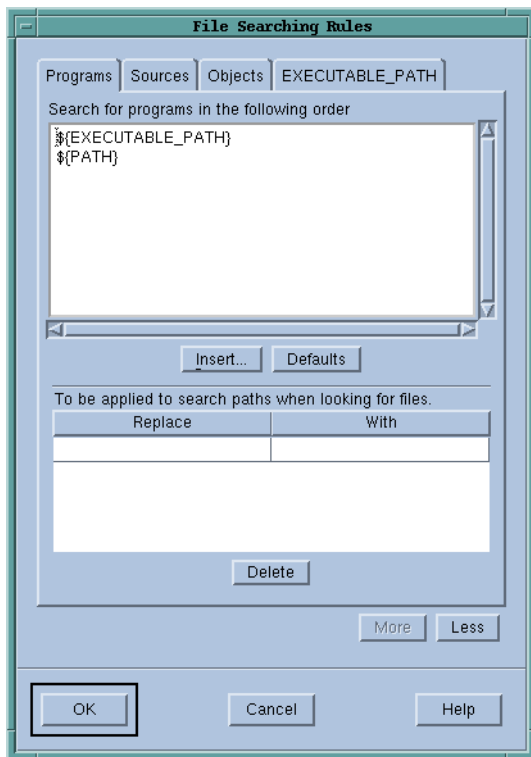 File Searching Rules
Programs Sources Objects EXECUTABLE_PATH
Search for programs in the following order
${EXECUTABLE_PATH}
${PATH}
Insert... Defaults
To be applied to search paths when looking for files.
Replace With
Delete
More Less
OK Cancel Help